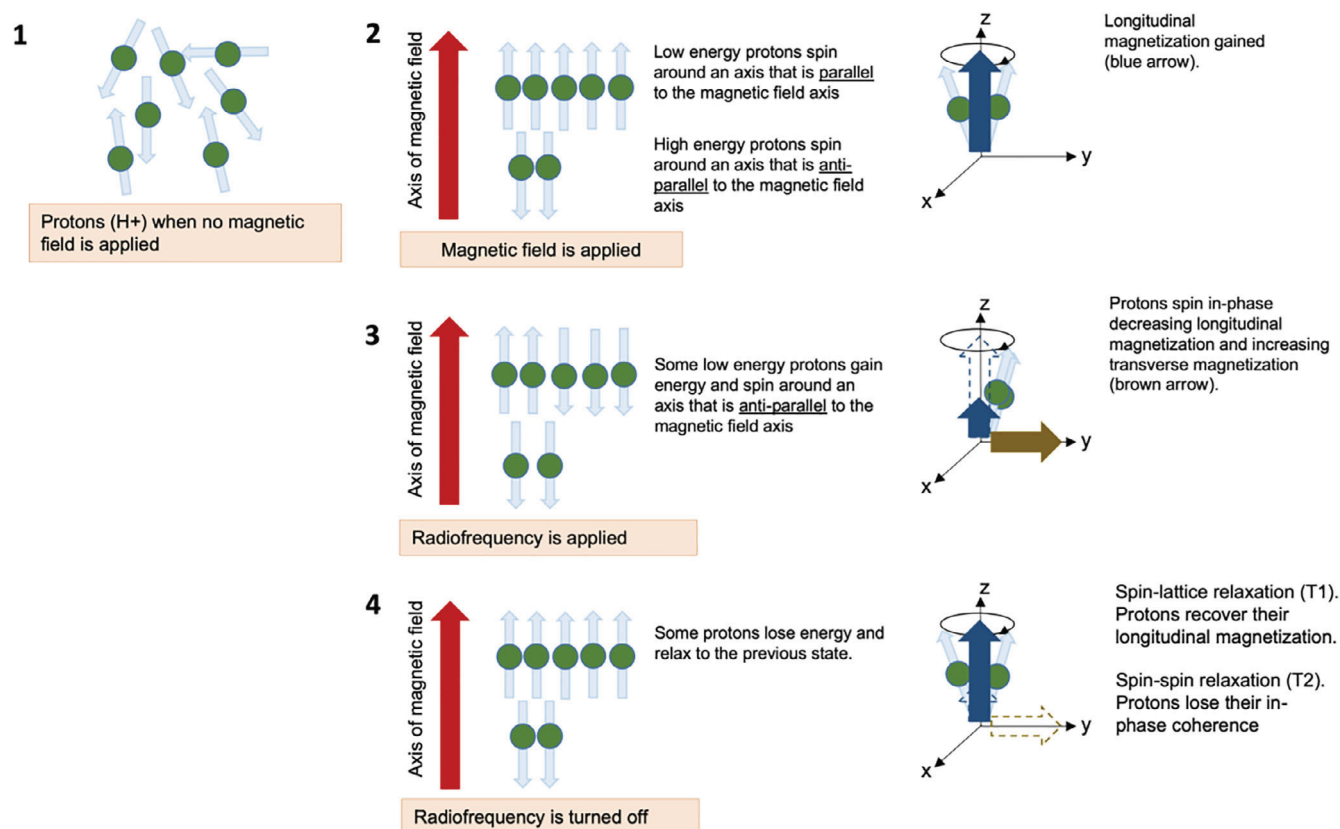 1
Protons (H+) when no magnetic
field is applied
2
Axis of magnetic field
Low energy protons spin
around an axis that is parallel
to the magnetic field axis
High energy protons spin
around an axis that is anti-
parallel to the magnetic field
axis
Magnetic field is applied
z
y
x
Longitudinal
magnetization gained
(blue arrow).
3
Axis of magnetic field
Some low energy protons gain
energy and spin around an
axis that is anti-parallel to the
magnetic field axis
Radiofrequency is applied
z
y
x
Protons spin in-phase
decreasing longitudinal
magnetization and increasing
transverse magnetization
(brown arrow).
4
Axis of magnetic field
Some protons lose energy and
relax to the previous state.
Radiofrequency is turned off
z
y
x
Spin-lattice relaxation (T1).
Protons recover their
longitudinal magnetization.
Spin-spin relaxation (T2).
Protons lose their in-
phase coherence